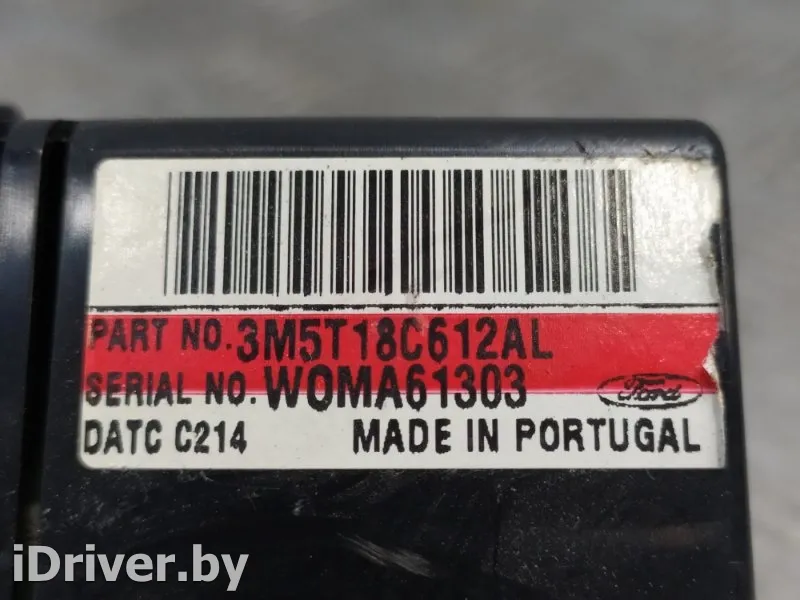 PART NO. 3M5T18C612AL
SERIAL NO. WOMA61303
Ford
DATC C214 MADE IN PORTUGAL
iDriver.by